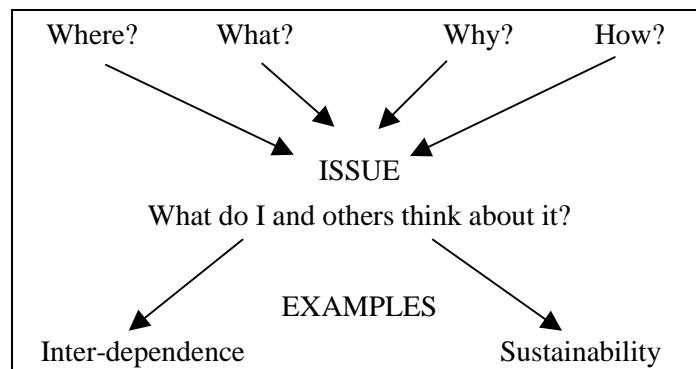 Where? What? Why? How?
ISSUE
What do I and others think about it?
EXAMPLES
Inter-dependence Sustainability